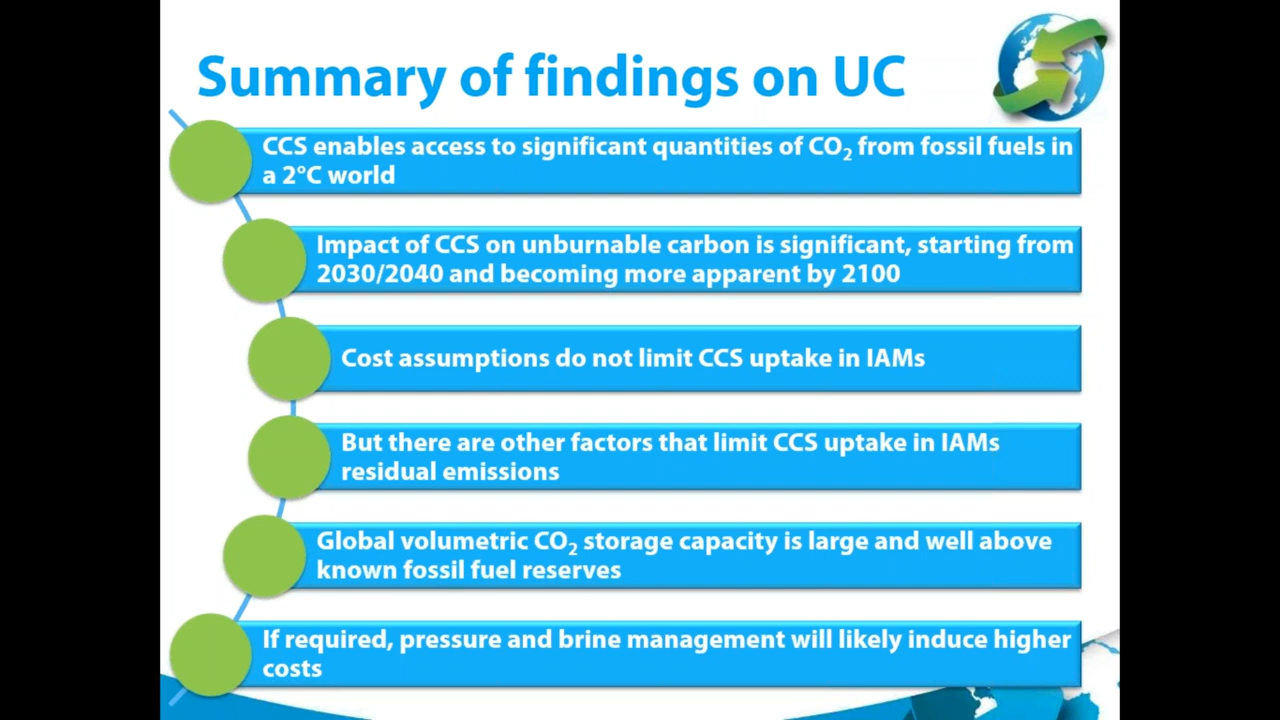 Summary of findings on UC
CCS enables access to significant quantities of CO₂ from fossil fuels in
a 2°C world
Impact of CCS on unburnable carbon is significant, starting from
2030/2040 and becoming more apparent by 2100
Cost assumptions do not limit CCS uptake in IAMs
But there are other factors that limit CCS uptake in IAMs
residual emissions
Global volumetric CO₂ storage capacity is large and well above
known fossil fuel reserves
If required, pressure and brine management will likely induce higher
costs